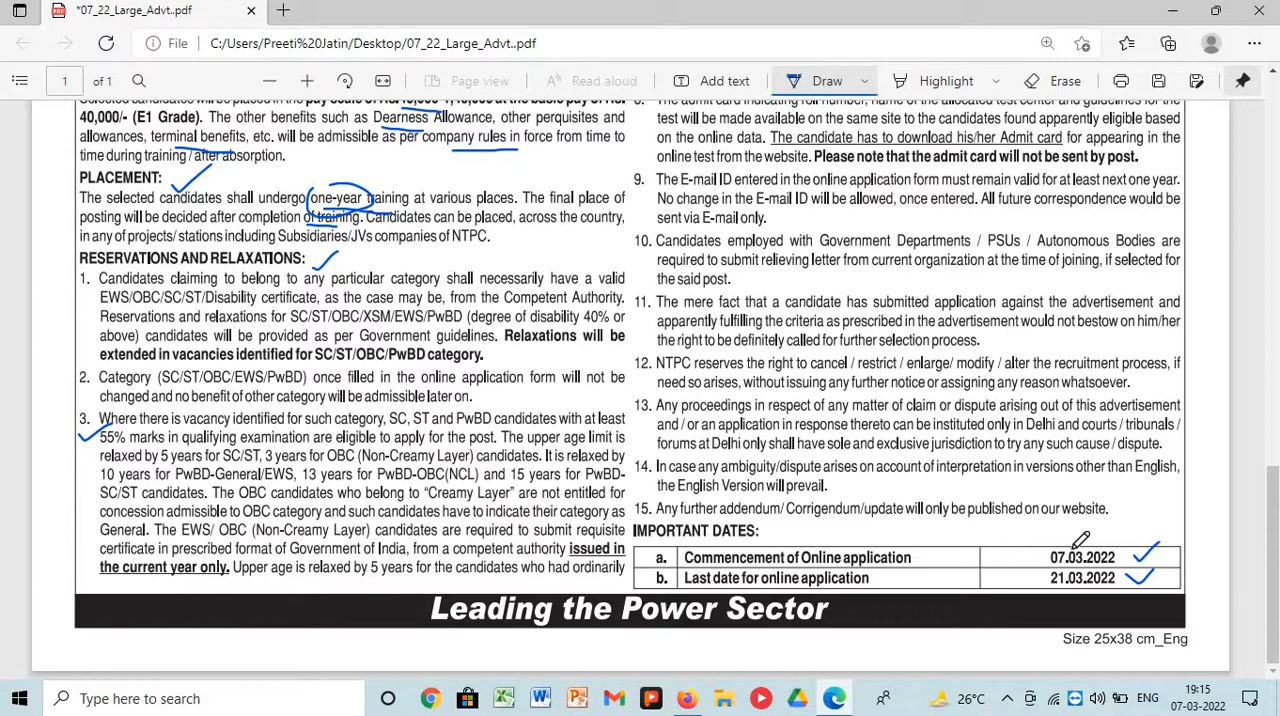 *07_22_Large_Advt..pdf
File C:/Users/Preeti%20Jatin/Desktop/07_22_Large_Advt..pdf
1 of 1 Page view Read aloud Add text Draw Highlight Erase
40,000/- (E1 Grade). The other benefits such as Dearness Allowance, other perquisites and
allowances, terminal benefits, etc. will be admissible as per company rules in force from time to
time during training / after absorption.
PLACEMENT:
The selected candidates shall undergo one-year training at various places. The final place of
posting will be decided after completion of training. Candidates can be placed, across the country,
in any of projects/ stations including Subsidiaries/JVs companies of NTPC.
RESERVATIONS AND RELAXATIONS:
1. Candidates claiming to belong to any particular category shall necessarily have a valid
EWS/OBC/SC/ST/Disability certificate, as the case may be, from the Competent Authority.
Reservations and relaxations for SC/ST/OBC/XSM/EWS/PwBD (degree of disability 40% or
above) candidates will be provided as per Government guidelines. Relaxations will be
extended in vacancies identified for SC/ST/OBC/PwBD category.
2. Category (SC/ST/OBC/EWS/PwBD) once filled in the online application form will not be
changed and no benefit of other category will be admissible later on.
3. Where there is vacancy identified for such category, SC, ST and PwBD candidates with at least
55% marks in qualifying examination are eligible to apply for the post. The upper age limit is
relaxed by 5 years for SC/ST, 3 years for OBC (Non-Creamy Layer) candidates. It is relaxed by
10 years for PwBD-General/EWS, 13 years for PwBD-OBC(NCL) and 15 years for PwBD-
SC/ST candidates. The OBC candidates who belong to “Creamy Layer” are not entitled for
concession admissible to OBC category and such candidates have to indicate their category as
General. The EWS/ OBC (Non-Creamy Layer) candidates are required to submit requisite
certificate in prescribed format of Government of India, from a competent authority issued in
the current year only. Upper age is relaxed by 5 years for the candidates who had ordinarily
test will be made available on the same site to the candidates found apparently eligible based
on the online data. The candidate has to download his/her Admit card for appearing in the
online test from the website. Please note that the admit card will not be sent by post.
9. The E-mail ID entered in the online application form must remain valid for at least next one year.
No change in the E-mail ID will be allowed, once entered. All future correspondence would be
sent via E-mail only.
10. Candidates employed with Government Departments / PSUs / Autonomous Bodies are
required to submit relieving letter from current organization at the time of joining, if selected for
the said post.
11. The mere fact that a candidate has submitted application against the advertisement and
apparently fulfilling the criteria as prescribed in the advertisement would not bestow on him/her
the right to be definitely called for further selection process.
12. NTPC reserves the right to cancel / restrict / enlarge/ modify / alter the recruitment process, if
need so arises, without issuing any further notice or assigning any reason whatsoever.
13. Any proceedings in respect of any matter of claim or dispute arising out of this advertisement
and / or an application in response thereto can be instituted only in Delhi and courts / tribunals /
forums at Delhi only shall have sole and exclusive jurisdiction to try any such cause / dispute.
14. In case any ambiguity/dispute arises on account of interpretation in versions other than English,
the English Version will prevail.
15. Any further addendum/ Corrigendum/update will only be published on our website.
IMPORTANT DATES:
a. Commencement of Online application 07.03.2022
b. Last date for online application 21.03.2022
Leading the Power Sector
Size 25x38 cm_Eng
Type here to search 26°C ENG 19:15
07-03-2022